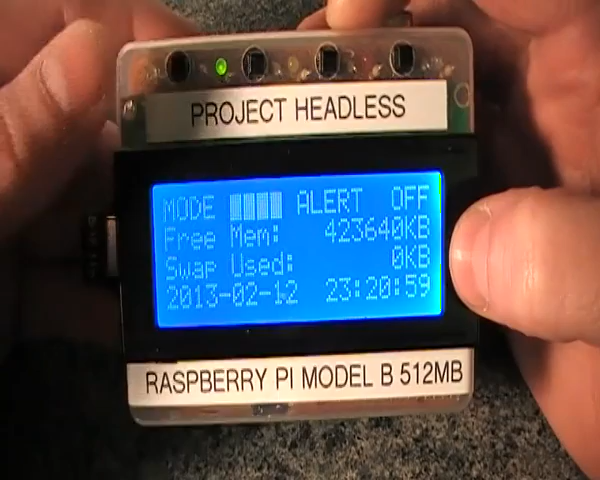 PROJECT HEADLESS
MODE ALERT OFF
Free Mem: 423640KB
Swap Used: 0KB
2013-02-12 23:20:59
RASPBERRY PI MODEL B 512MB